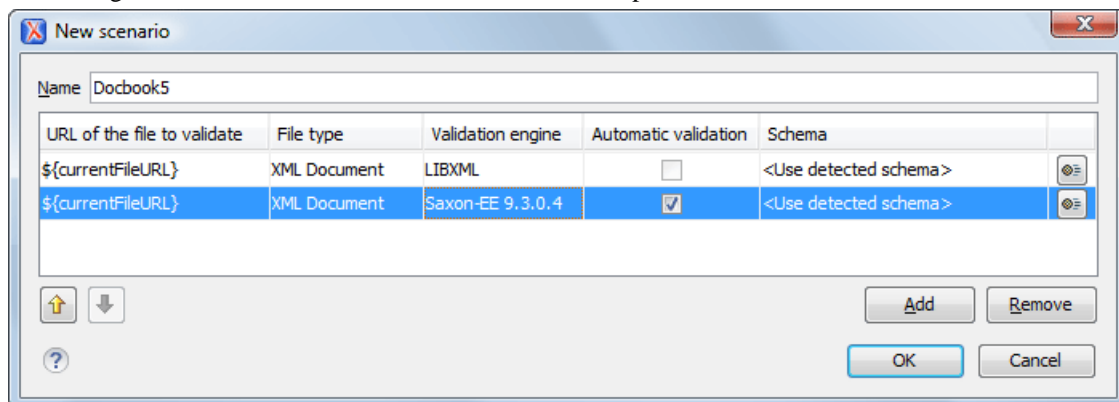 New scenario
Name Docbook5
URL of the file to validate File type Validation engine Automatic validation Schema
${currentFileURL} XML Document LIBXML <Use detected schema>
${currentFileURL} XML Document Saxon-EE 9.3.0.4 <Use detected schema>
Add Remove
? OK Cancel